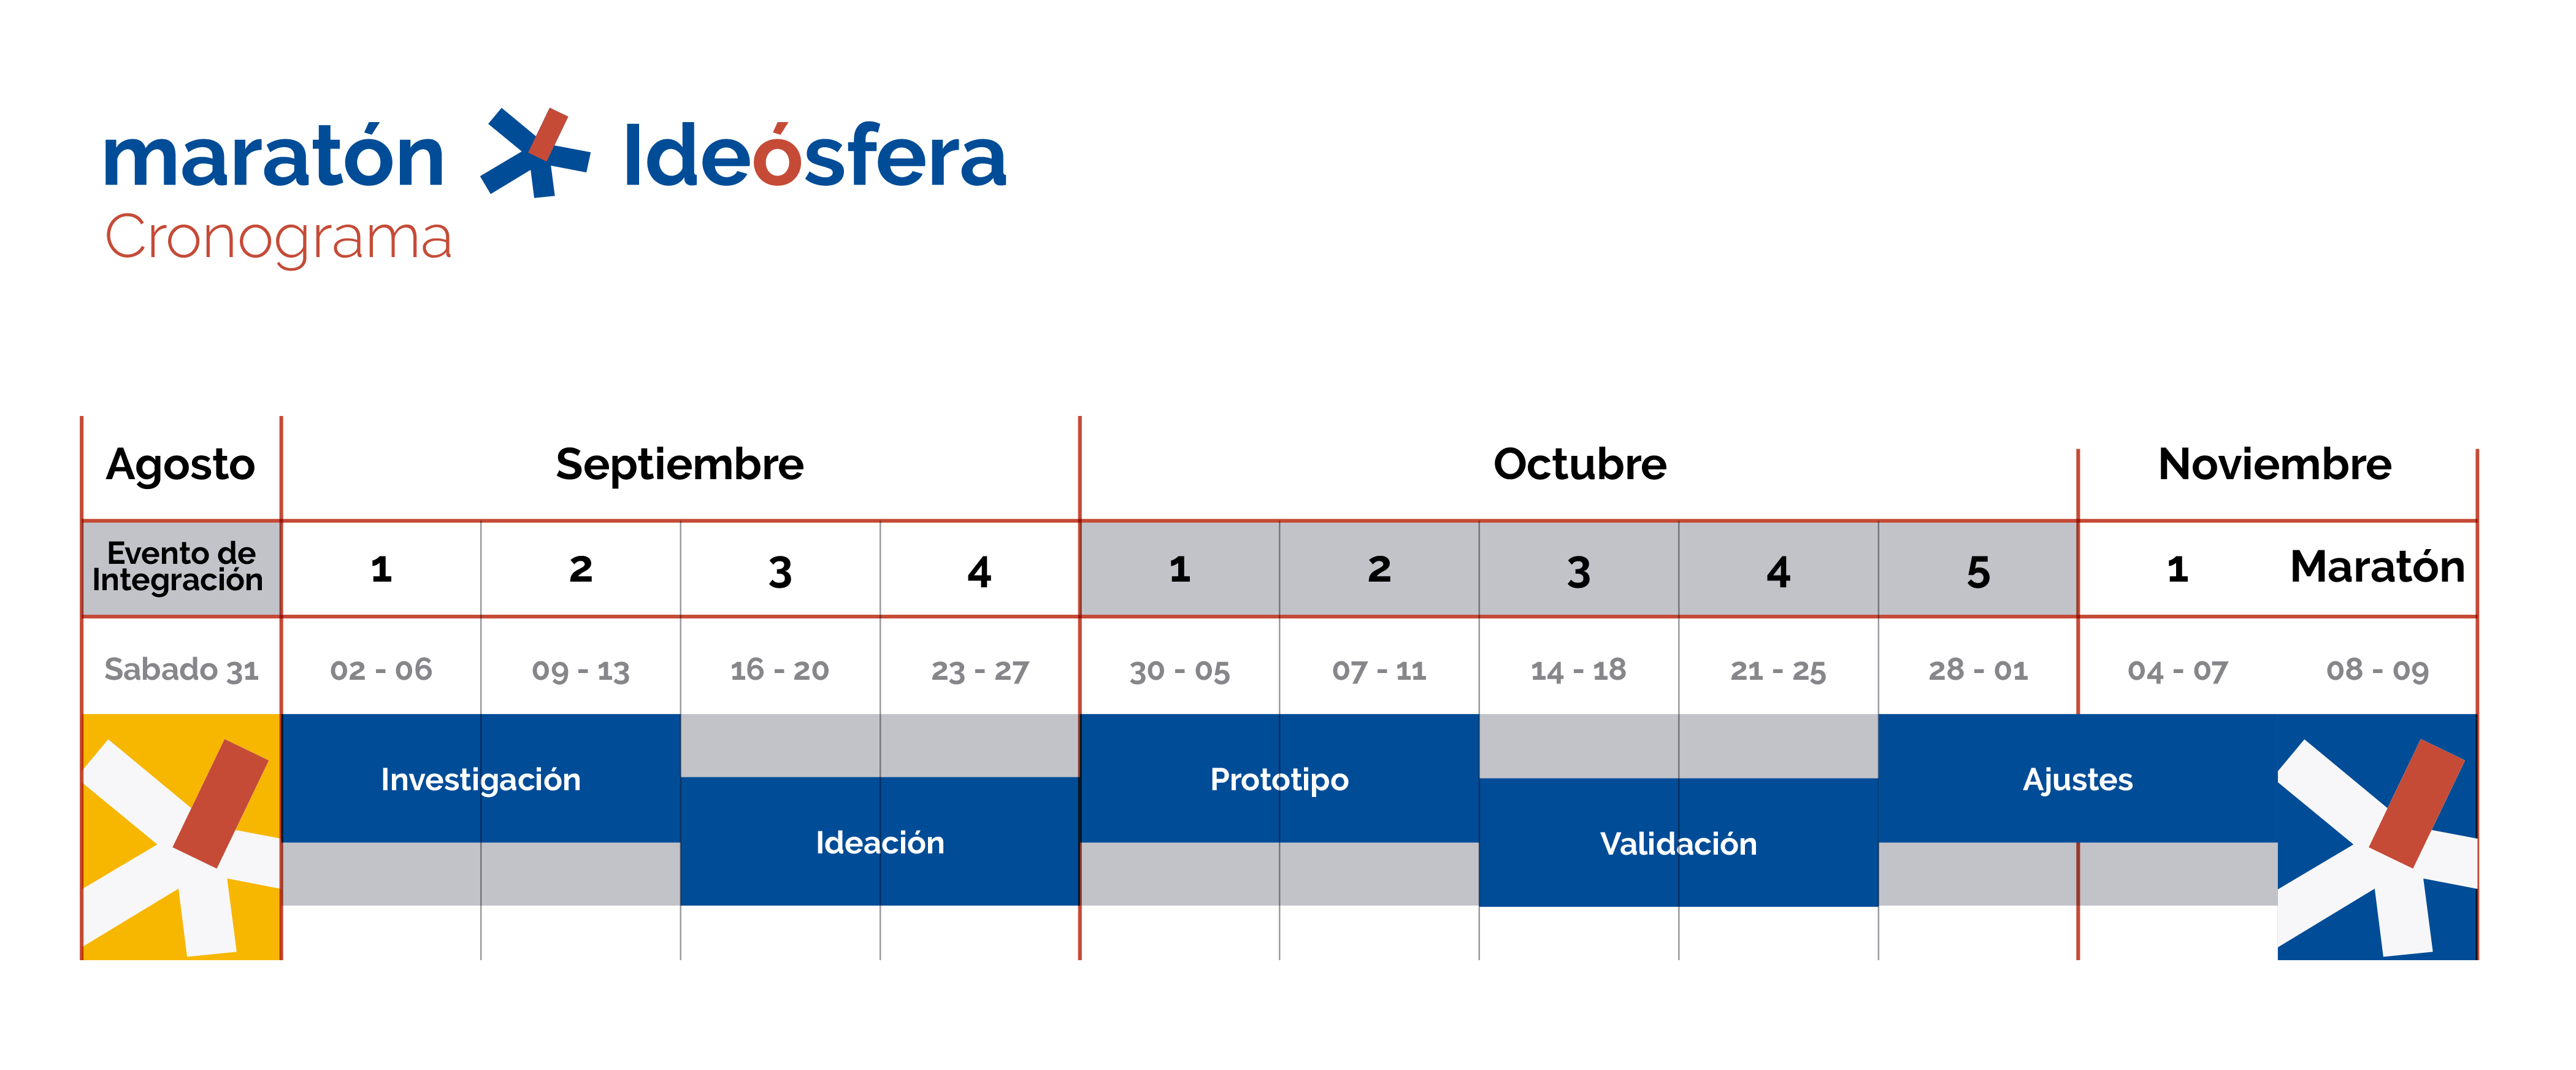 maratón Ideósfera
Cronograma
Agosto Septiembre Octubre Noviembre
Evento de
Integración
1 2 3 4 1 2 3 4 5 1 Maratón
Sabado 31 02 - 06 09 - 13 16 - 20 23 - 27 30 - 05 07 - 11 14 - 18 21 - 25 28 - 01 04 - 07 08 - 09
Investigación Prototipo Ajustes
Ideación Validación